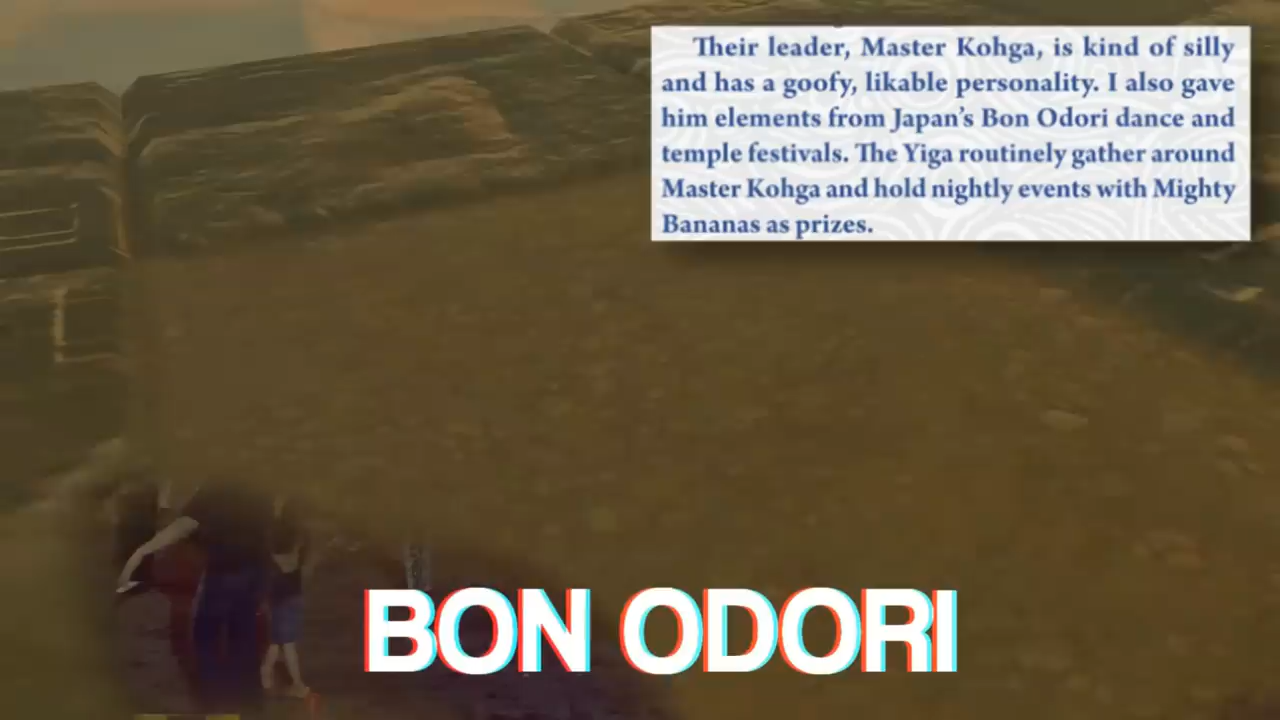 Their leader, Master Kohga, is kind of silly
and has a goofy, likable personality. I also gave
him elements from Japan's Bon Odori dance and
temple festivals. The Yiga routinely gather around
Master Kohga and hold nightly events with Mighty
Bananas as prizes.
BON ODORI